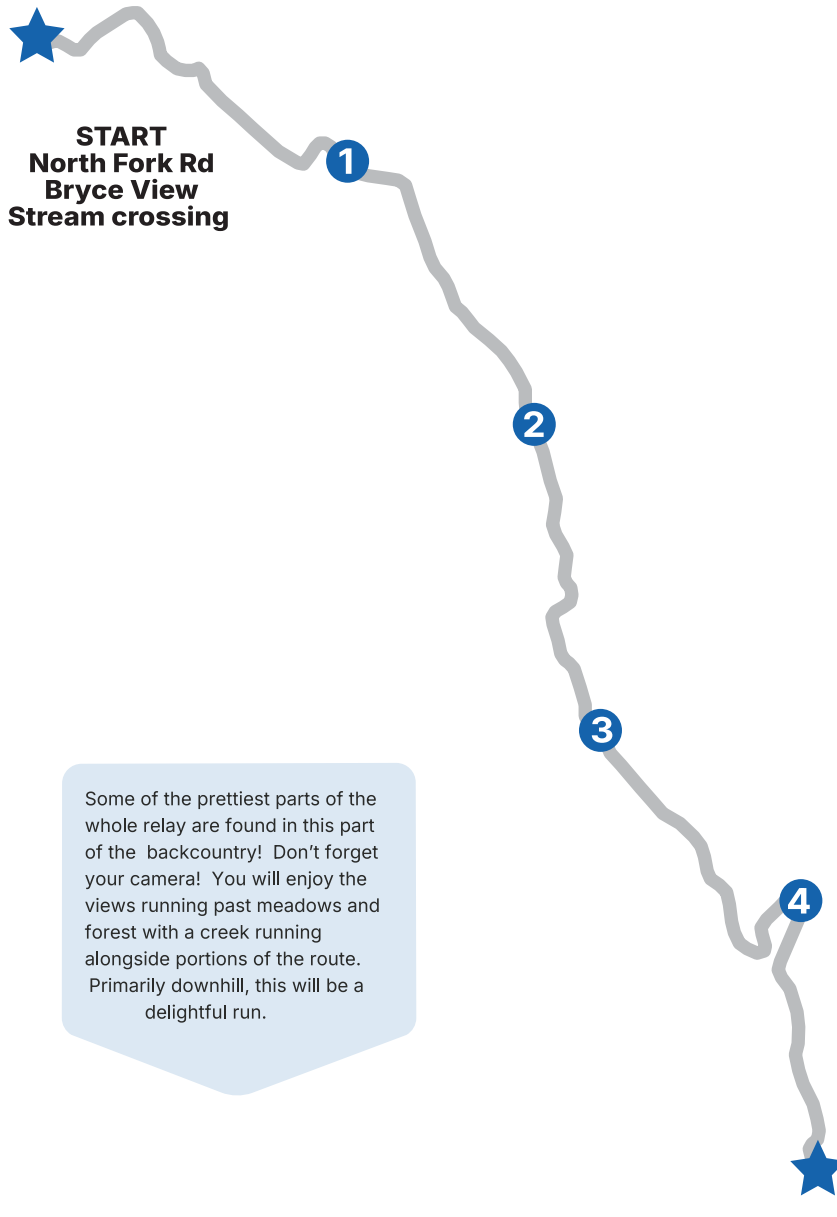 START
North Fork Rd
Bryce View
Stream crossing
1
2
3
4
Some of the prettiest parts of the
whole relay are found in this part
of the  backcountry!  Don’t forget
your camera!  You will enjoy the
views running past meadows and
forest with a creek running
alongside portions of the route.
Primarily downhill, this will be a
delightful run.